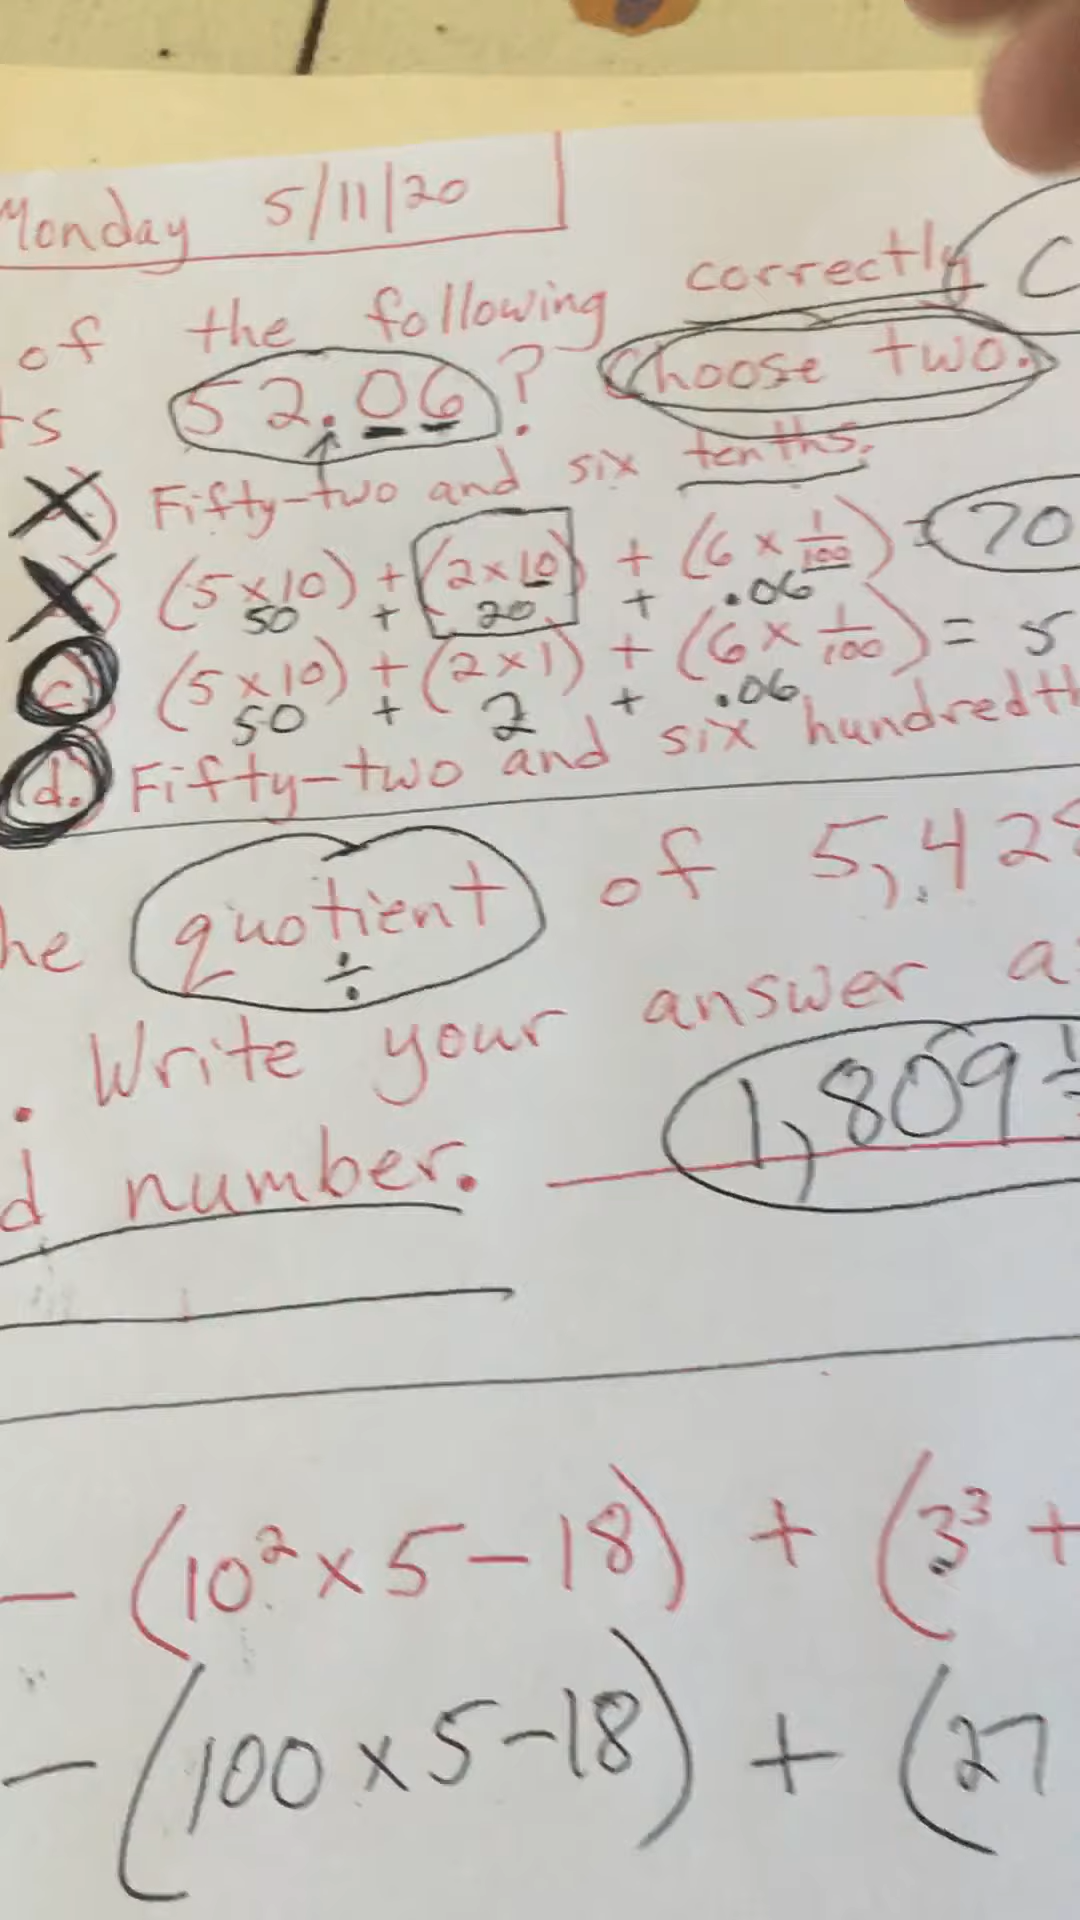 Monday 5/11/20
of the following correctly C
ts 52.06? Choose two.
Fifty-two and six tenths.
(5 x 10) + (2 x 10) + (6 x 1/100) = 70
50 + 20 + .06
c. (5 x 10) + (2 x 1) + (6 x 1/100) = 5
50 + 2 + .06
d. Fifty-two and six hundredth
he quotient of 5,428
÷
. Write your answer a
d number. 1,809 1
- (10² x 5 - 18) + (3³ +
- (100 x 5 - 18) + (27